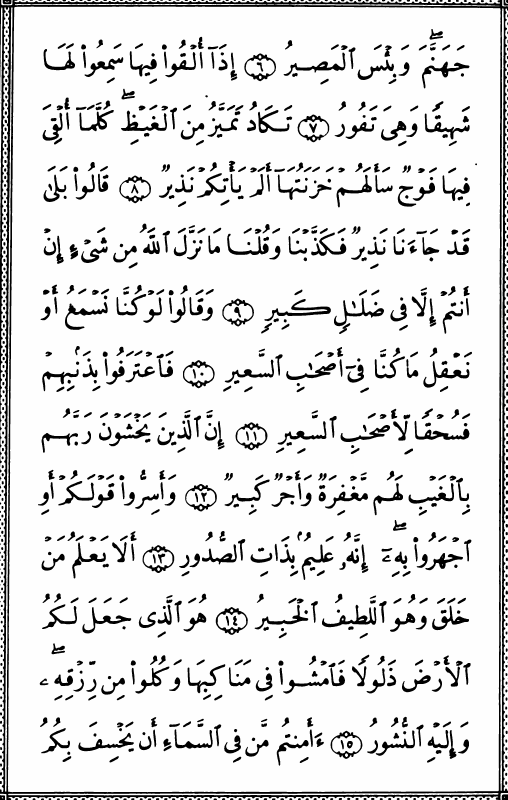 جَهَنَّمَ ۖ وَبِئْسَ ٱلْمَصِيرُ ٦ إِذَآ أُلْقُوا۟ فِيهَا سَمِعُوا۟ لَهَا
شَهِيقًا وَهِىَ تَفُورُ ٧ تَكَادُ تَمَيَّزُ مِنَ ٱلْغَيْظِ ۖ كُلَّمَآ أُلْقِىَ
فِيهَا فَوْجٌ سَأَلَهُمْ خَزَنَتُهَآ أَلَمْ يَأْتِكُمْ نَذِيرٌ ٨ قَالُوا۟ بَلَىٰ
قَدْ جَآءَنَا نَذِيرٌ فَكَذَّبْنَا وَقُلْنَا مَا نَزَّلَ ٱللَّهُ مِن شَىْءٍ إِنْ
أَنتُمْ إِلَّا فِى ضَلَـٰلٍ كَبِيرٍ ٩ وَقَالُوا۟ لَوْ كُنَّا نَسْمَعُ أَوْ
نَعْقِلُ مَا كُنَّا فِىٓ أَصْحَـٰبِ ٱلسَّعِيرِ ١٠ فَٱعْتَرَفُوا۟ بِذَنۢبِهِمْ
فَسُحْقًا لِّأَصْحَـٰبِ ٱلسَّعِيرِ ١١ إِنَّ ٱلَّذِينَ يَخْشَوْنَ رَبَّهُم
بِٱلْغَيْبِ لَهُم مَّغْفِرَةٌ وَأَجْرٌ كَبِيرٌ ١٢ وَأَسِرُّوا۟ قَوْلَكُمْ أَوِ
ٱجْهَرُوا۟ بِهِۦٓ ۖ إِنَّهُۥ عَلِيمٌۢ بِذَاتِ ٱلصُّدُورِ ١٣ أَلَا يَعْلَمُ مَنْ
خَلَقَ وَهُوَ ٱللَّطِيفُ ٱلْخَبِيرُ ١٤ هُوَ ٱلَّذِى جَعَلَ لَكُمُ
ٱلْأَرْضَ ذَلُولًا فَٱمْشُوا۟ فِى مَنَاكِبِهَا وَكُلُوا۟ مِن رِّزْقِهِۦ ۖ
وَإِلَيْهِ ٱلنُّشُورُ ١٥ ءَأَمِنتُم مَّن فِى ٱلسَّمَآءِ أَن يَخْسِفَ بِكُمُ